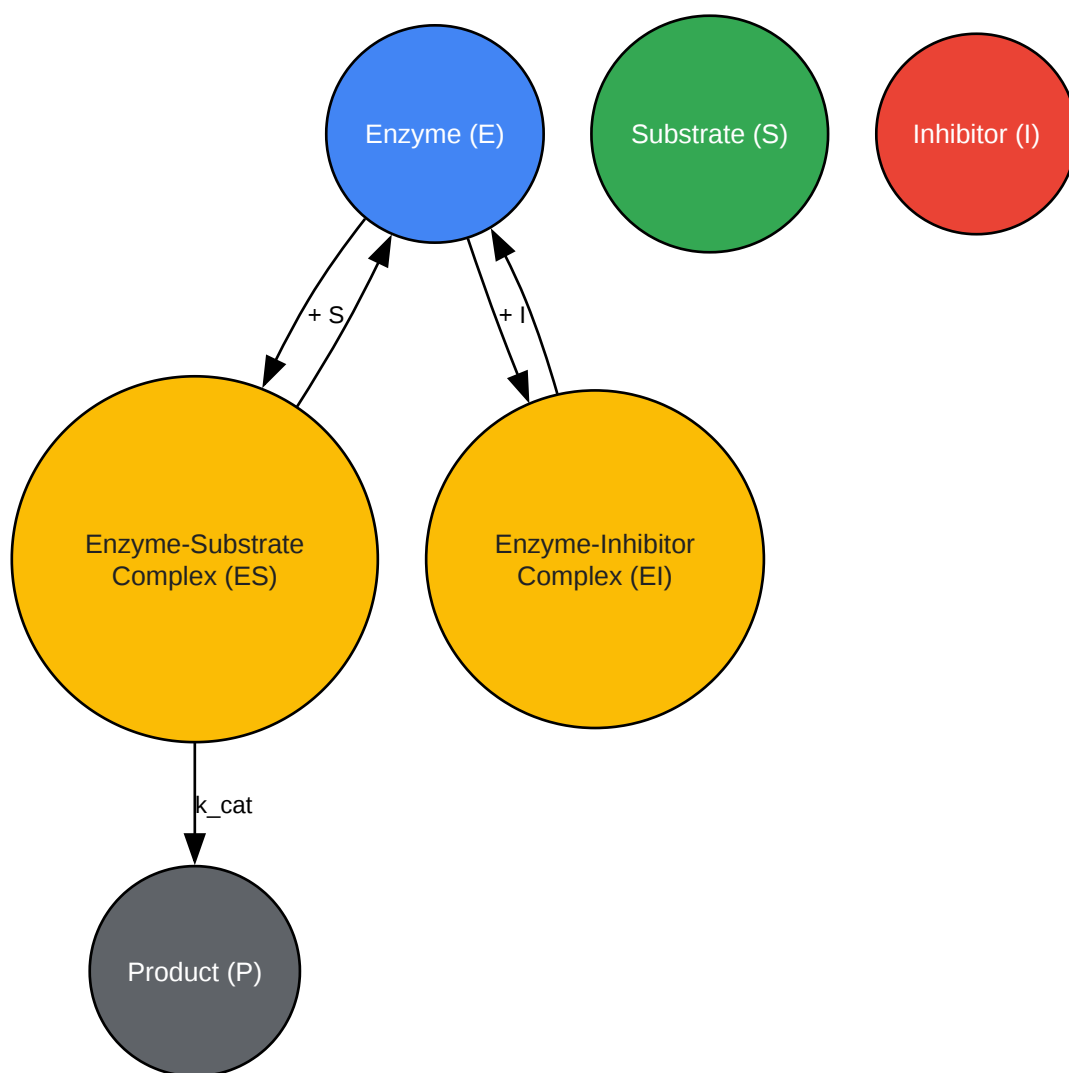 Enzyme (E)
Substrate (S)
Inhibitor (I)
+ S
+ I
Enzyme-Substrate
Complex (ES)
Enzyme-Inhibitor
Complex (EI)
k_cat
Product (P)